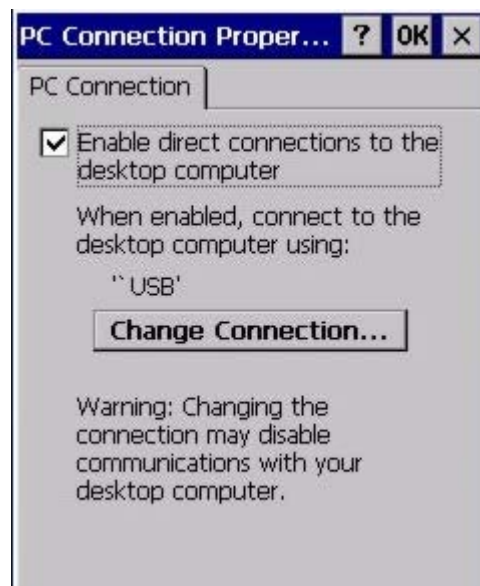 PC Connection Proper... ? OK ×
PC Connection
Enable direct connections to the
desktop computer
When enabled, connect to the
desktop computer using:
'`USB'
Change Connection...
Warning: Changing the
connection may disable
communications with your
desktop computer.